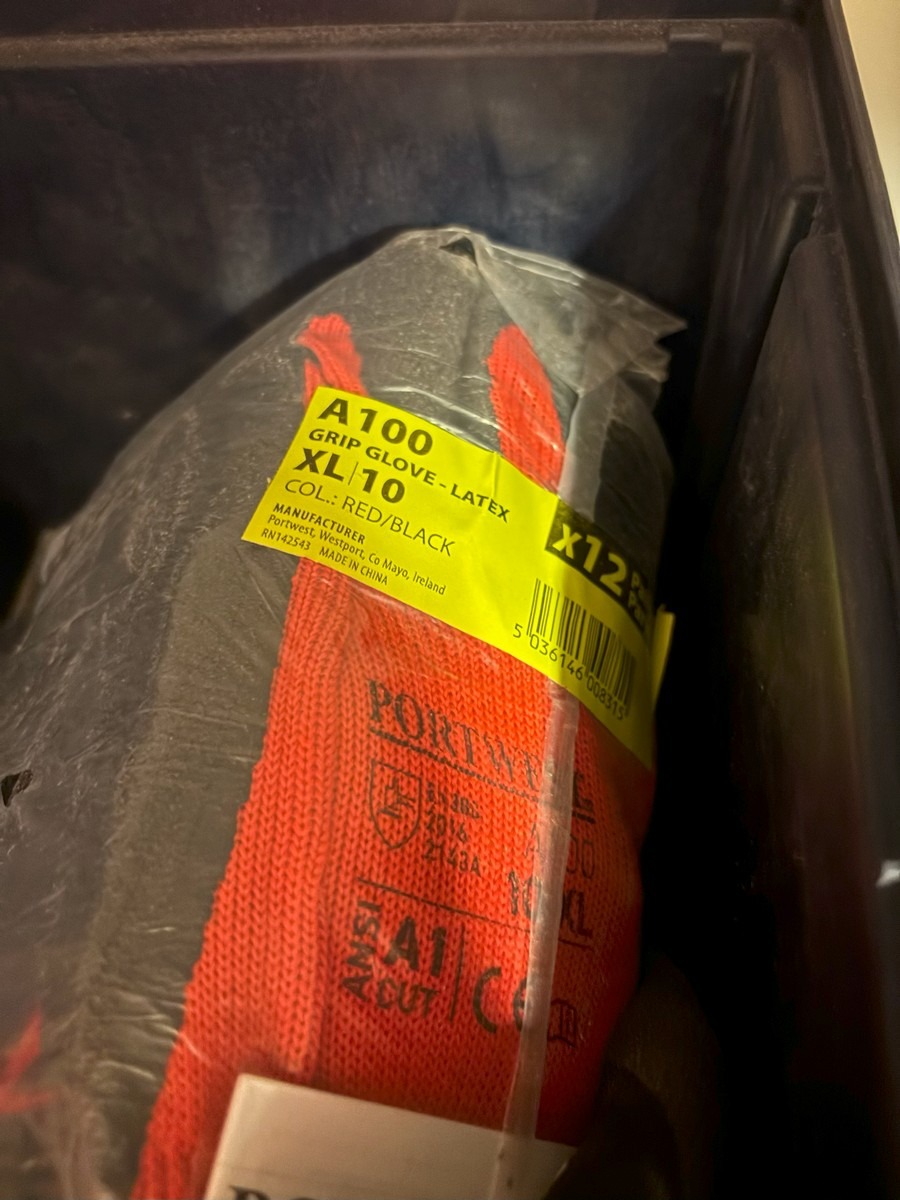 A100
GRIP GLOVE - LATEX
XL|10
COL.: RED/BLACK
MANUFACTURER
Portwest, Westport, Co Mayo, Ireland
RN142543 MADE IN CHINA
x12
5 036146 008315
PORTWE
2016
2143A
XL
ANSI
A1
CUT
CE